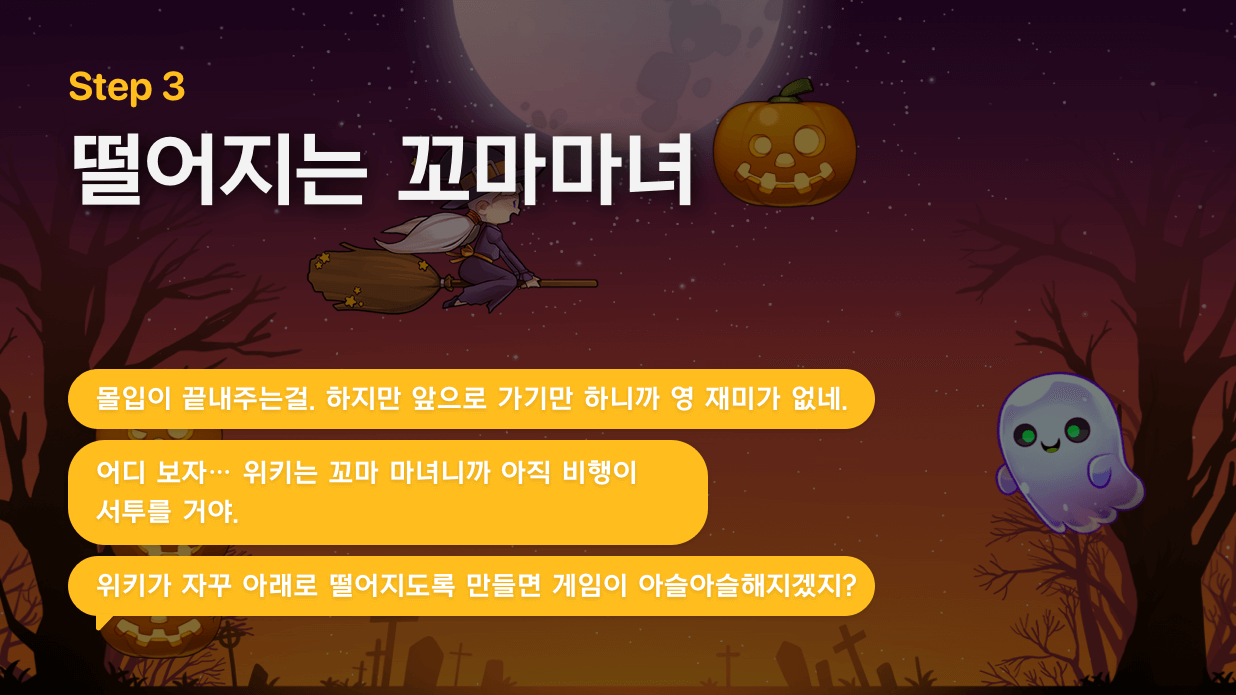 Step 3
떨어지는 꼬마마녀
몰입이 끝내주는걸. 하지만 앞으로 가기만 하니까 영 재미가 없네.
어디 보자… 위키는 꼬마 마녀니까 아직 비행이
서투를 거야.
위키가 자꾸 아래로 떨어지도록 만들면 게임이 아슬아슬해지겠지?